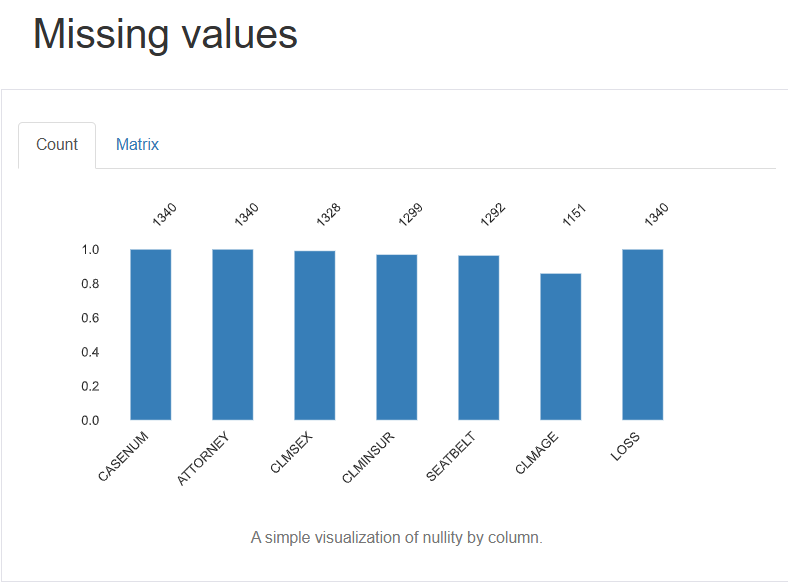 Missing values
Count Matrix
1340 1340 1328 1299 1292 1151 1340
1.0
0.8
0.6
0.4
0.2
0.0
CASENUM ATTORNEY CLMSEX CLMINSUR SEATBELT CLMAGE LOSS
A simple visualization of nullity by column.